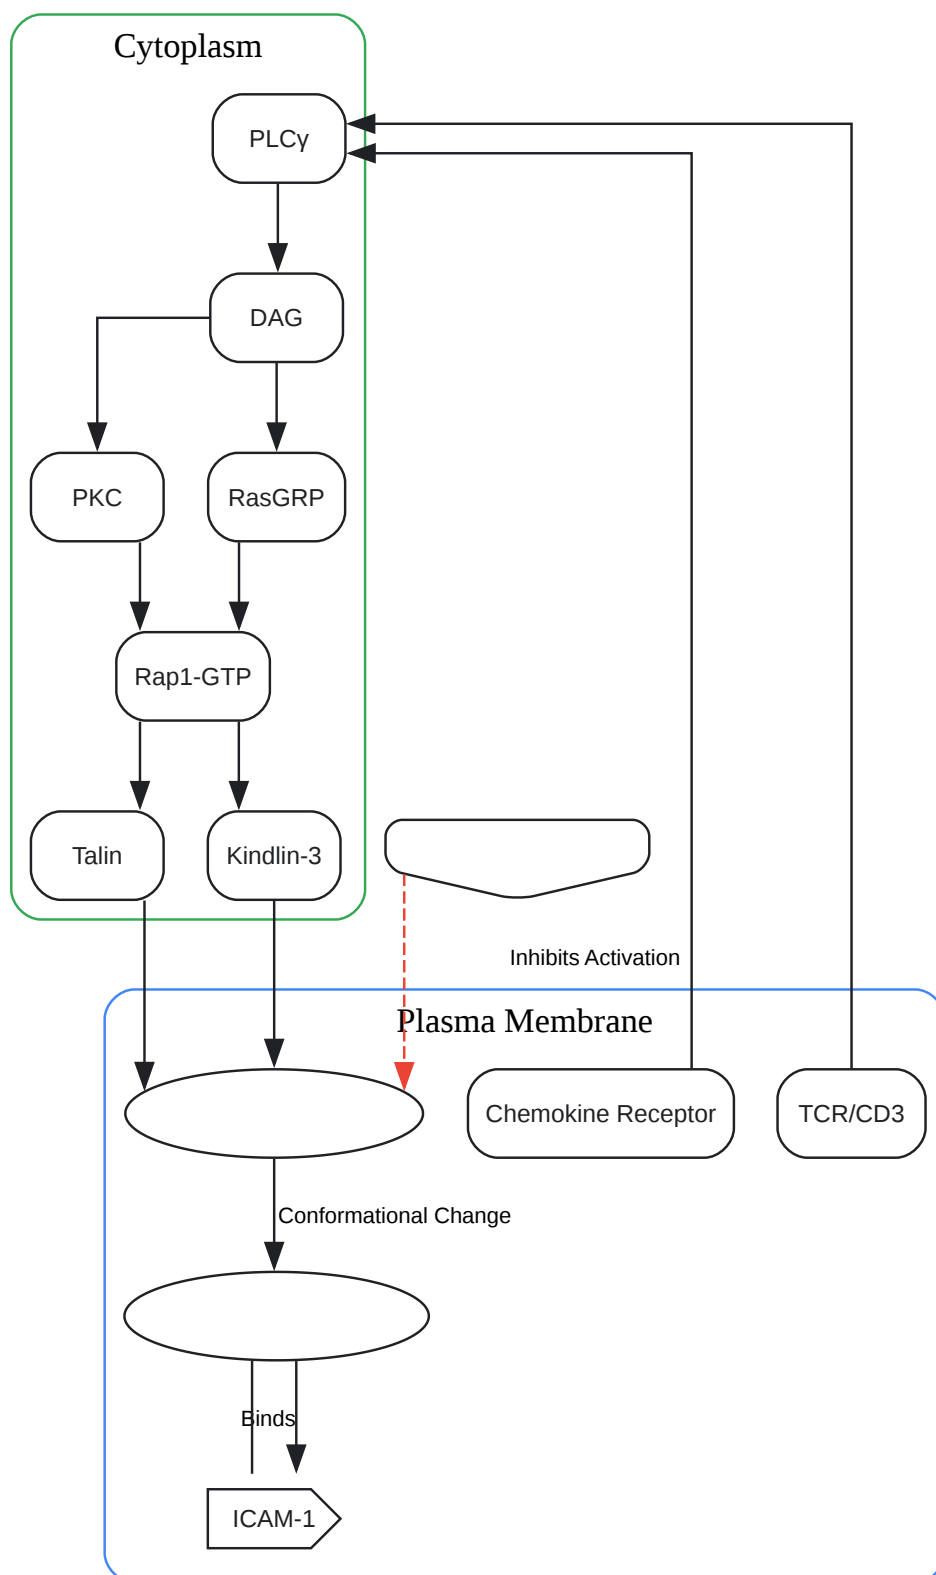 Cytoplasm
PLCγ
DAG
PKC
RasGRP
Rap1-GTP
Talin
Kindlin-3
Inhibits Activation
Plasma Membrane
Chemokine Receptor
TCR/CD3
Conformational Change
Binds
ICAM-1